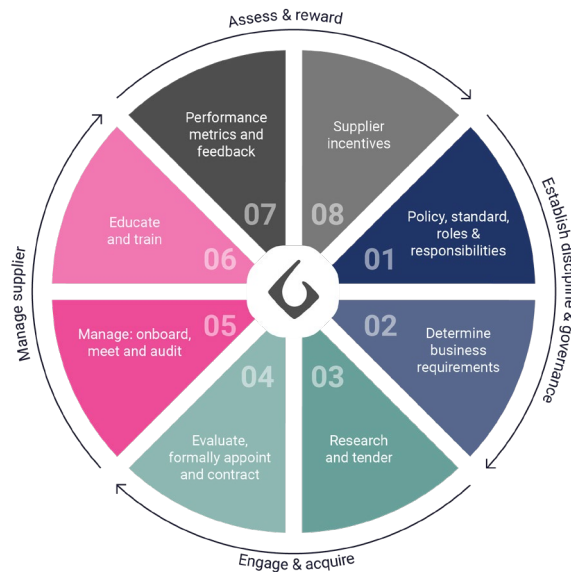 Assess & reward
Performance
metrics and
feedback
07
Supplier
incentives
08
Policy, standard,
roles &
responsibilities
01
Establish discipline & governance
02
Determine
business
requirements
03
Research
and tender
04
Evaluate,
formally appoint
and contract
Engage & acquire
Manage: onboard,
meet and audit
05
Educate
and train
06
Manage supplier